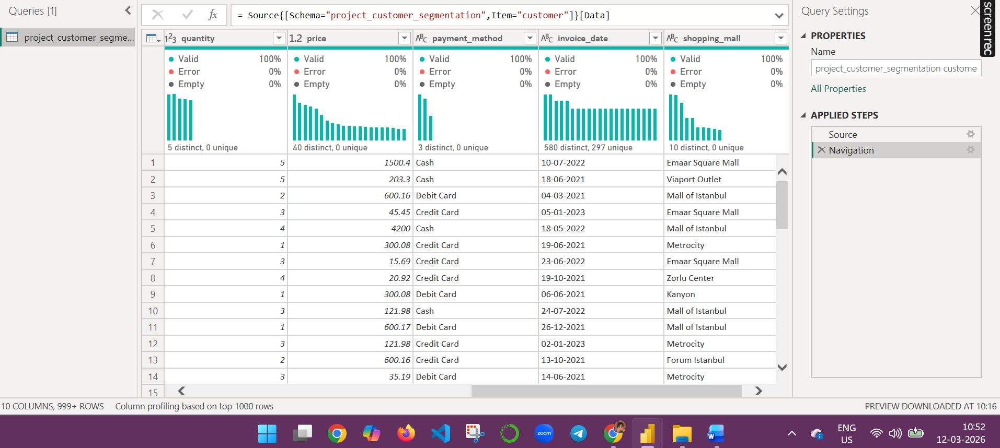 Queries [1]
project_customer_segme...
fx
= Source{[Schema="project_customer_segmentation",Item="customer"]}[Data]
123 quantity 1.2 price ABC payment_method ABC invoice_date ABC shopping_mall
Valid 100% Valid 100% Valid 100% Valid 100% Valid 100%
Error 0% Error 0% Error 0% Error 0% Error 0%
Empty 0% Empty 0% Empty 0% Empty 0% Empty 0%
5 distinct, 0 unique 40 distinct, 0 unique 3 distinct, 0 unique 580 distinct, 297 unique 10 distinct, 0 unique
1 5 1500.4 Cash 10-07-2022 Emaar Square Mall
2 5 203.3 Cash 18-06-2021 Viaport Outlet
3 2 600.16 Debit Card 04-03-2021 Mall of Istanbul
4 3 45.45 Credit Card 05-01-2023 Emaar Square Mall
5 4 4200 Cash 18-05-2022 Mall of Istanbul
6 1 300.08 Credit Card 19-06-2021 Metrocity
7 3 15.69 Credit Card 23-06-2022 Emaar Square Mall
8 4 20.92 Credit Card 19-10-2021 Zorlu Center
9 1 300.08 Debit Card 06-06-2021 Kanyon
10 3 121.98 Cash 24-07-2022 Mall of Istanbul
11 1 600.17 Debit Card 26-12-2021 Mall of Istanbul
12 3 121.98 Credit Card 02-01-2023 Metrocity
13 2 600.16 Credit Card 13-10-2021 Forum Istanbul
14 3 35.19 Debit Card 14-06-2021 Metrocity
15
Query Settings
PROPERTIES
Name
project_customer_segmentation custome
All Properties
APPLIED STEPS
Source
Navigation
screen rec
10 COLUMNS, 999+ ROWS Column profiling based on top 1000 rows
PREVIEW DOWNLOADED AT 10:16
zoom
W
ENG
US
10:52
12-03-2026